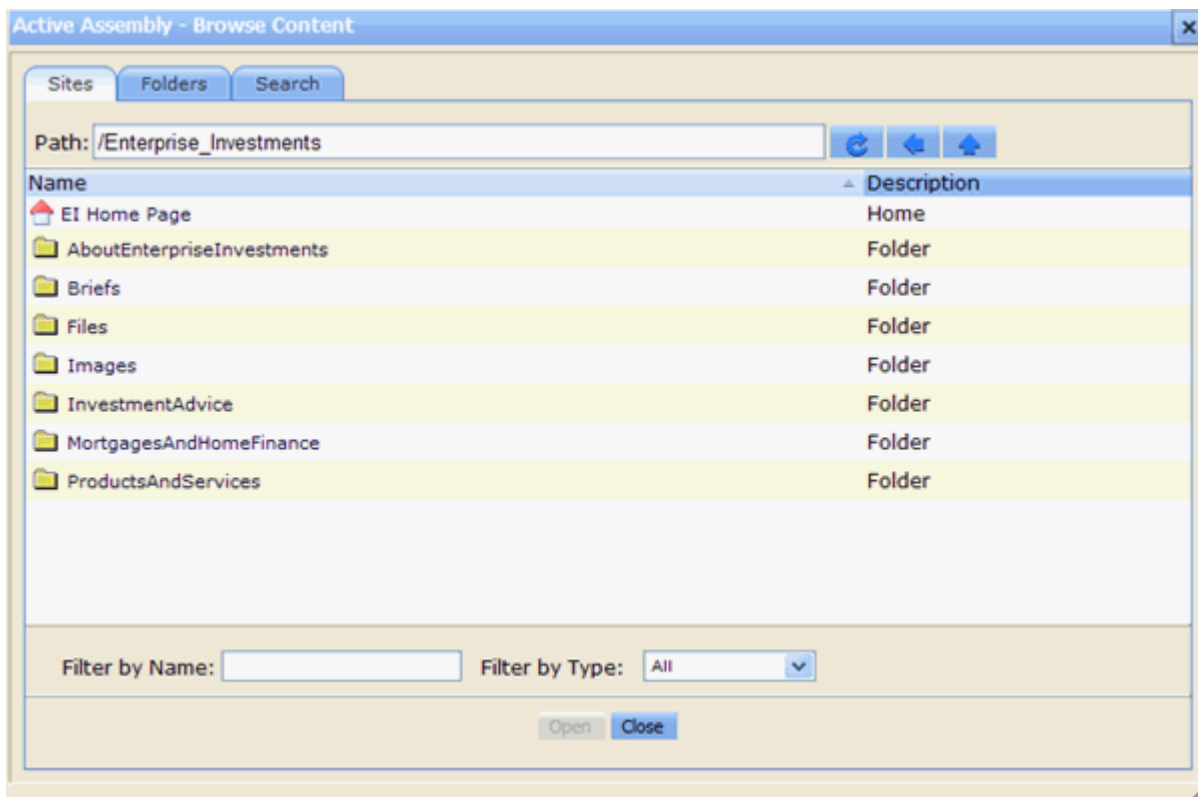 Active Assembly - Browse Content
Sites Folders Search
Path: /Enterprise_Investments
Name Description
EI Home Page Home
AboutEnterpriseInvestments Folder
Briefs Folder
Files Folder
Images Folder
InvestmentAdvice Folder
MortgagesAndHomeFinance Folder
ProductsAndServices Folder
Filter by Name: Filter by Type: All
Open Close